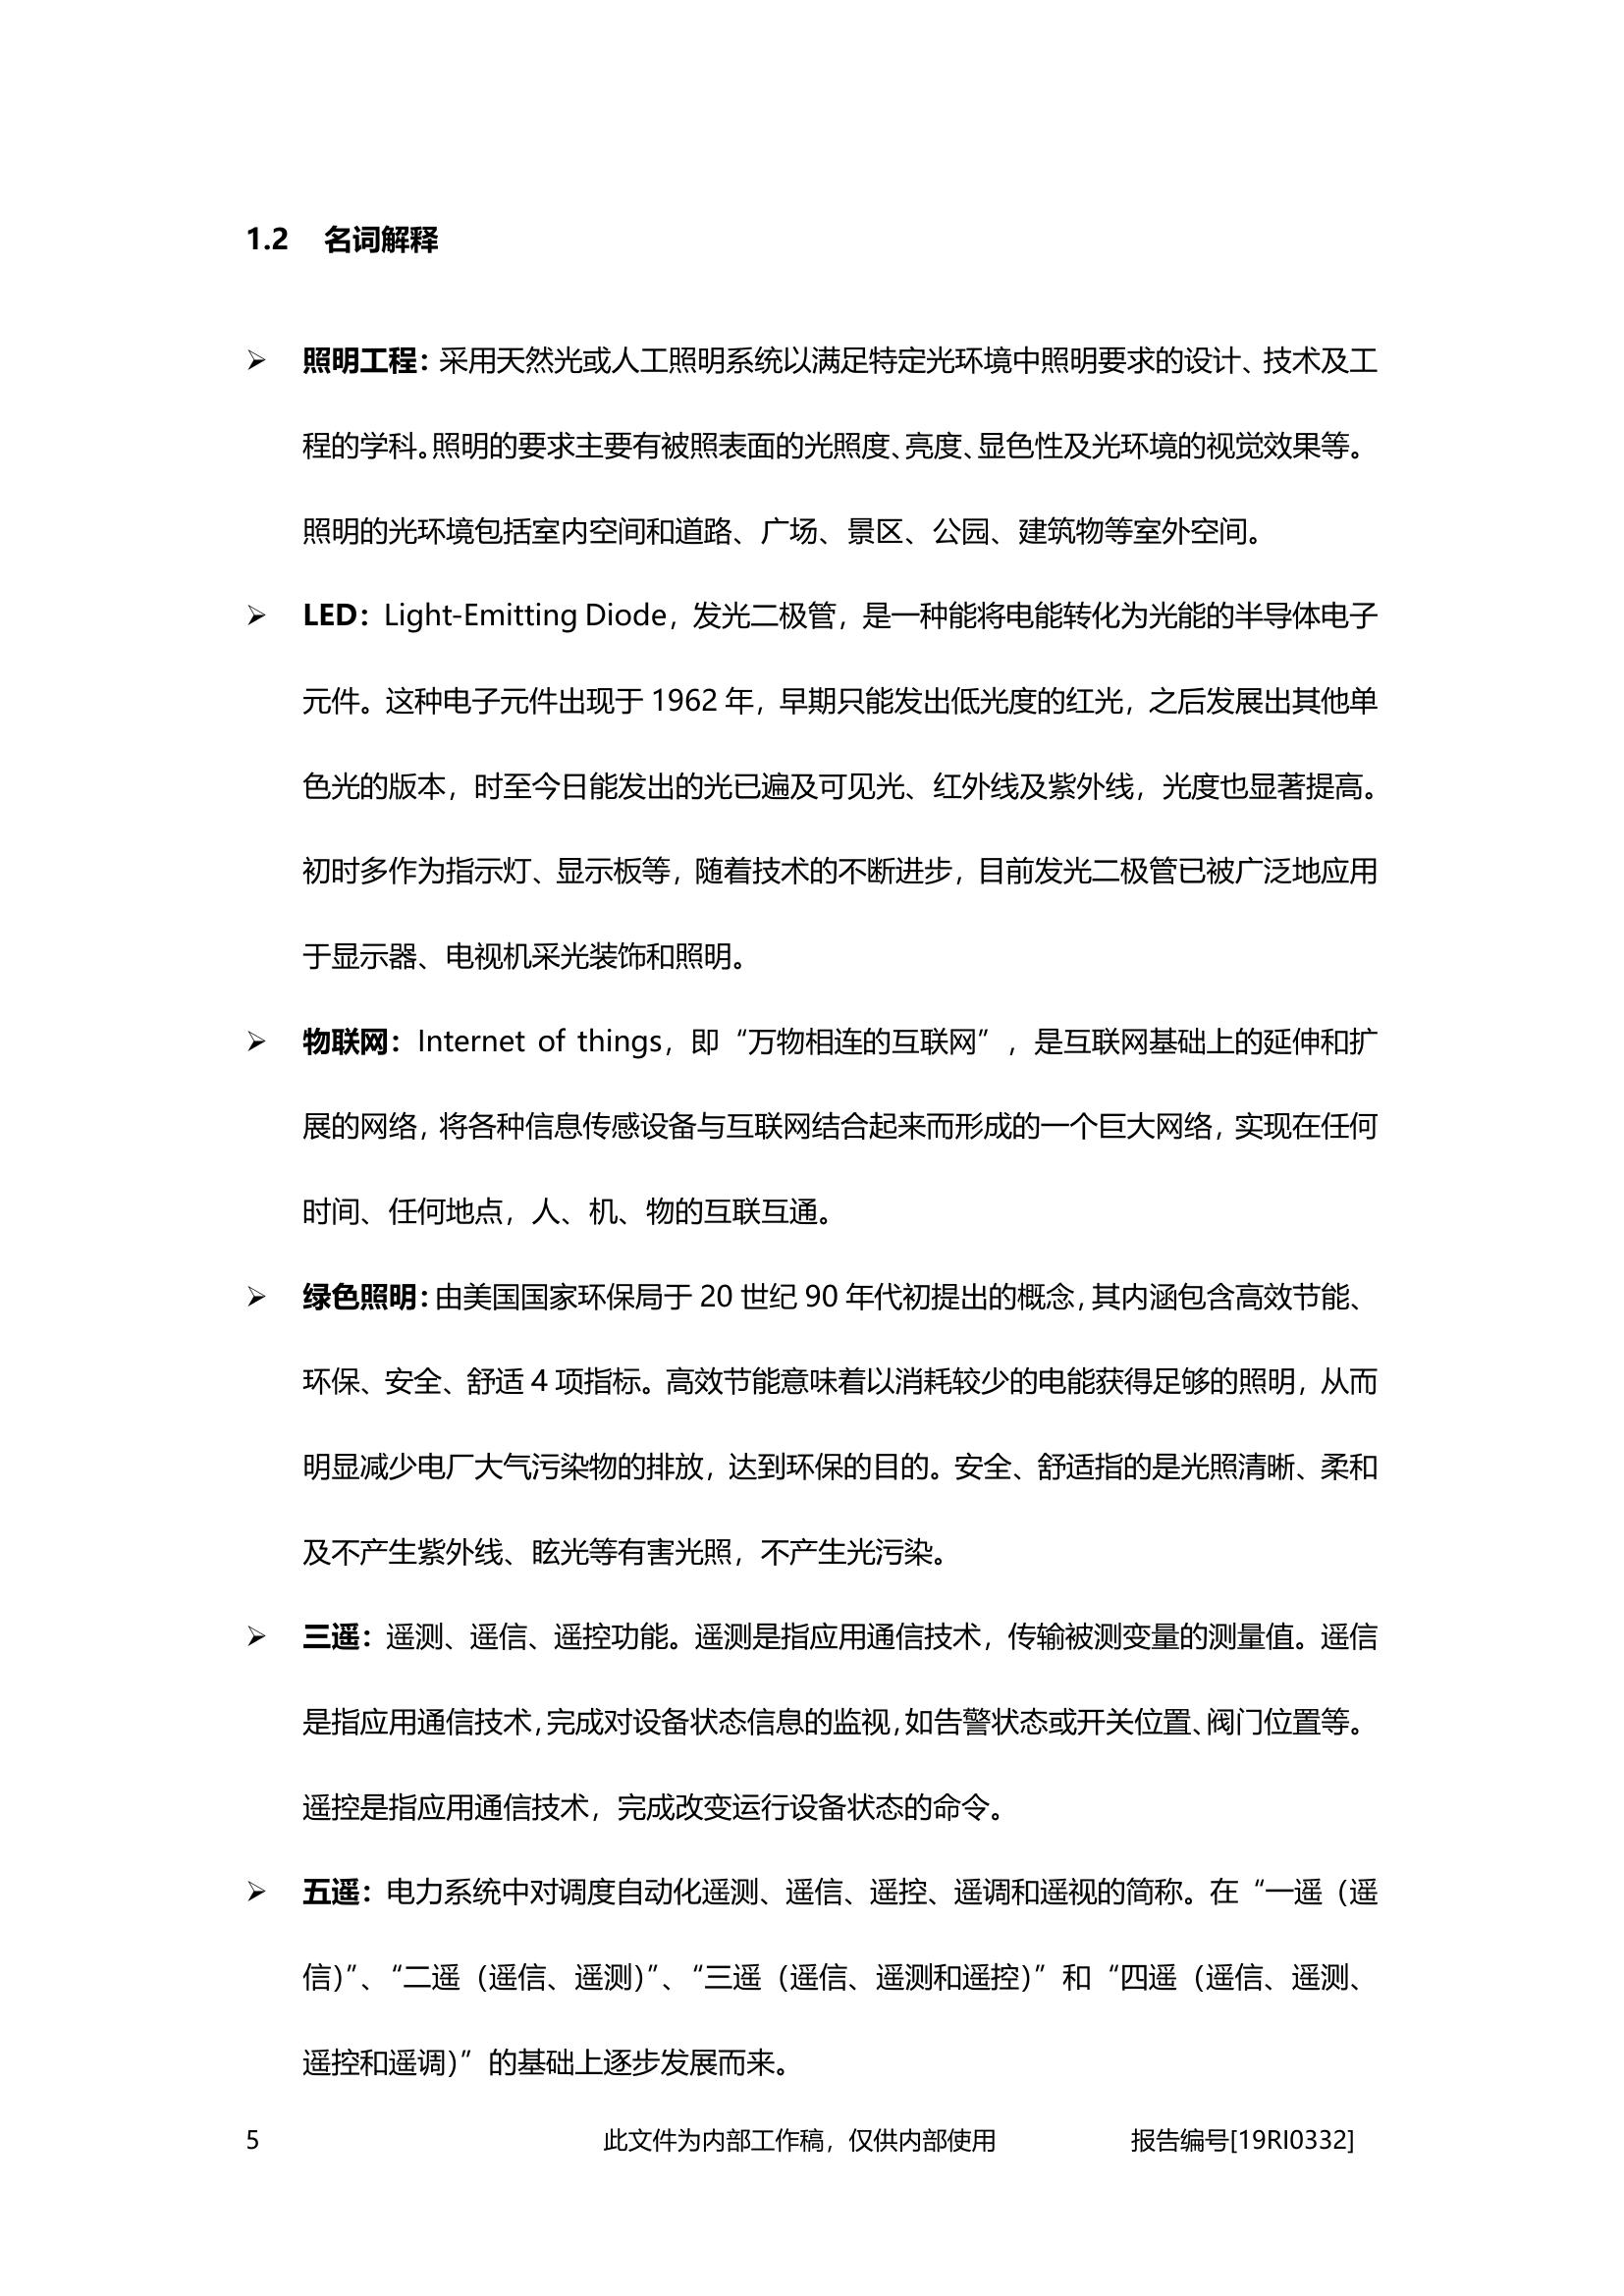 1.2 名词解释
➢ 照明工程：采用天然光或人工照明系统以满足特定光环境中照明要求的设计、技术及工
程的学科。照明的要求主要有被照表面的光照度、亮度、显色性及光环境的视觉效果等。
照明的光环境包括室内空间和道路、广场、景区、公园、建筑物等室外空间。
➢ LED：Light-Emitting Diode，发光二极管，是一种能将电能转化为光能的半导体电子
元件。这种电子元件出现于 1962 年，早期只能发出低光度的红光，之后发展出其他单
色光的版本，时至今日能发出的光已遍及可见光、红外线及紫外线，光度也显著提高。
初时多作为指示灯、显示板等，随着技术的不断进步，目前发光二极管已被广泛地应用
于显示器、电视机采光装饰和照明。
➢ 物联网：Internet of things，即“万物相连的互联网”，是互联网基础上的延伸和扩
展的网络，将各种信息传感设备与互联网结合起来而形成的一个巨大网络，实现在任何
时间、任何地点，人、机、物的互联互通。
➢ 绿色照明：由美国国家环保局于 20 世纪 90 年代初提出的概念，其内涵包含高效节能、
环保、安全、舒适 4 项指标。高效节能意味着以消耗较少的电能获得足够的照明，从而
明显减少电厂大气污染物的排放，达到环保的目的。安全、舒适指的是光照清晰、柔和
及不产生紫外线、眩光等有害光照，不产生光污染。
➢ 三遥：遥测、遥信、遥控功能。遥测是指应用通信技术，传输被测变量的测量值。遥信
是指应用通信技术，完成对设备状态信息的监视，如告警状态或开关位置、阀门位置等。
遥控是指应用通信技术，完成改变运行设备状态的命令。
➢ 五遥：电力系统中对调度自动化遥测、遥信、遥控、遥调和遥视的简称。在“一遥（遥
信）”、“二遥（遥信、遥测）”、“三遥（遥信、遥测和遥控）”和“四遥（遥信、遥测、
遥控和遥调）”的基础上逐步发展而来。
5 此文件为内部工作稿，仅供内部使用 报告编号[19RI0332]